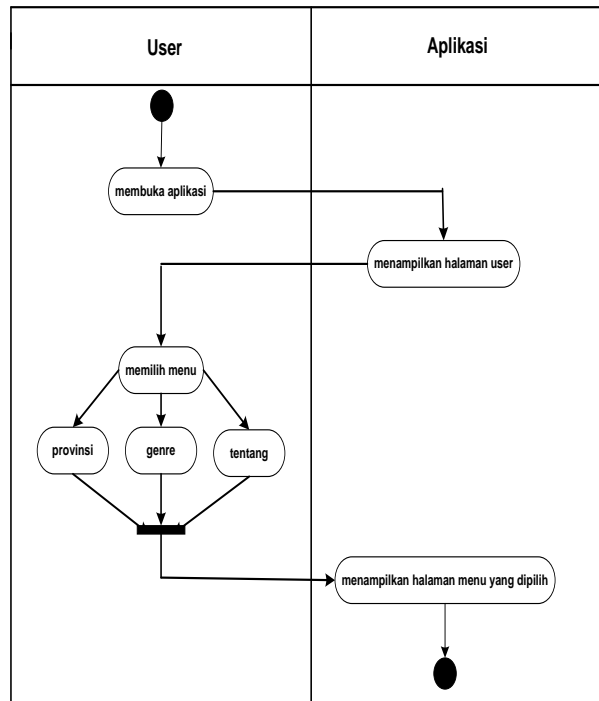 User
Aplikasi
membuka aplikasi
menampilkan halaman user
memilih menu
provinsi
genre
tentang
menampilkan halaman menu yang dipilih